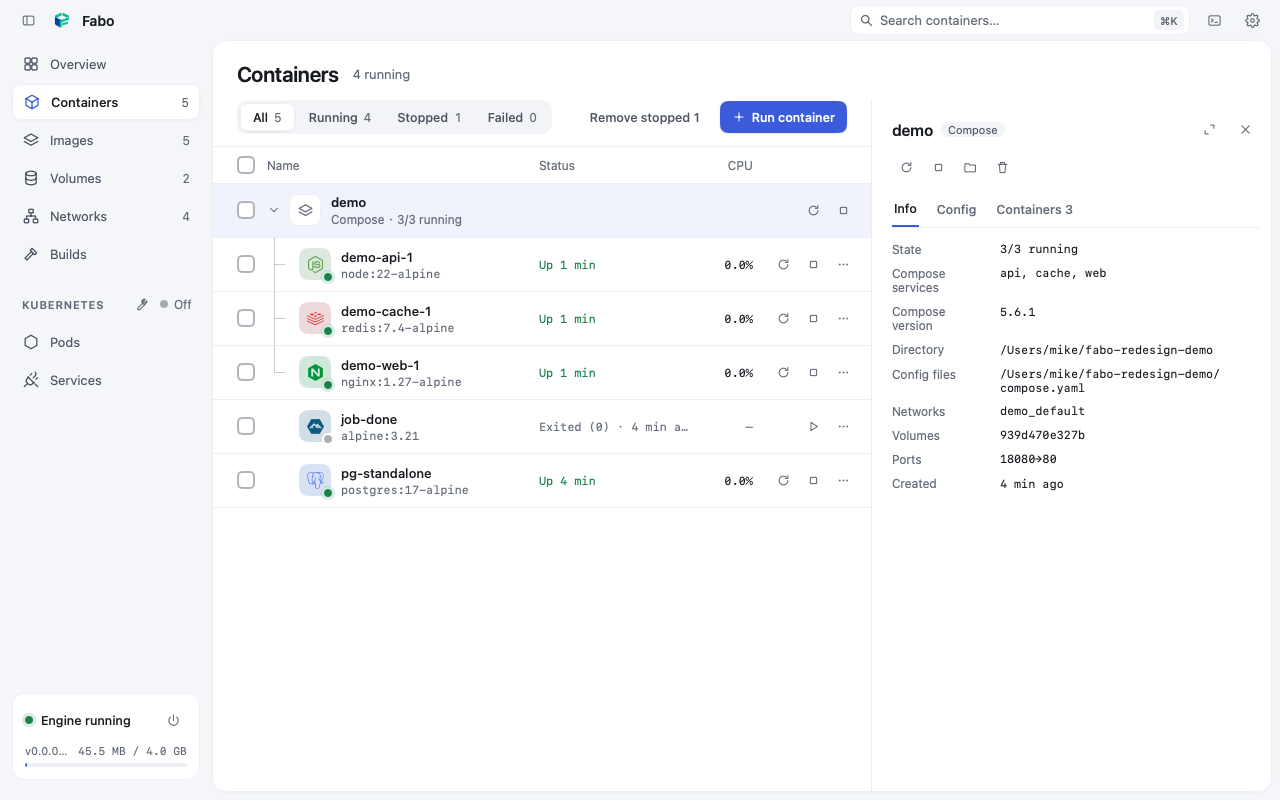 Fabo
Search containers...
⌘K
Overview
Containers 5
Images 5
Volumes 2
Networks 4
Builds
KUBERNETES Off
Pods
Services
Engine running
v0.0.0... 45.5 MB / 4.0 GB
Containers 4 running
All 5 Running 4 Stopped 1 Failed 0
Remove stopped 1
+ Run container
Name Status CPU
demo
Compose · 3/3 running
demo-api-1
node:22-alpine
Up 1 min 0.0%
demo-cache-1
redis:7.4-alpine
Up 1 min 0.0%
demo-web-1
nginx:1.27-alpine
Up 1 min 0.0%
job-done
alpine:3.21
Exited (0) · 4 min a… —
pg-standalone
postgres:17-alpine
Up 4 min 0.0%
demo Compose
Info Config Containers 3
State 3/3 running
Compose services api, cache, web
Compose version 5.6.1
Directory /Users/mike/fabo-redesign-demo
Config files /Users/mike/fabo-redesign-demo/
compose.yaml
Networks demo_default
Volumes 939d470e327b
Ports 18080→80
Created 4 min ago